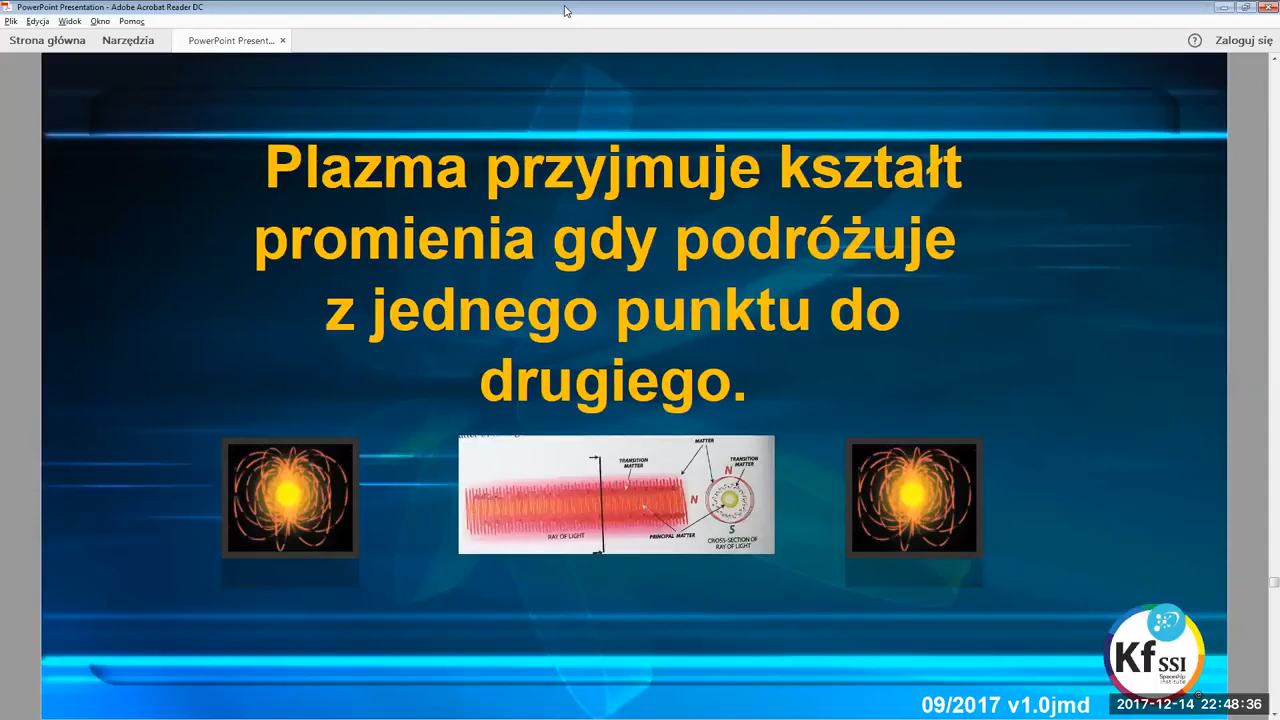 PowerPoint Presentation - Adobe Acrobat Reader DC
Plik Edycja Widok Okno Pomoc
Strona główna Narzędzia PowerPoint Present... × ? Zaloguj się
Plazma przyjmuje kształt
promienia gdy podróżuje
z jednego punktu do
drugiego.
MATTER
TRANSITION
MATTER
TRANSITION
MATTER
N
N
S
RAY OF LIGHT
PRINCIPAL MATTER
CROSS-SECTION OF
RAY OF LIGHT
Kf SSI
Spaceship
Institute
09/2017 v1.0jmd
2017-12-14 22:48:36